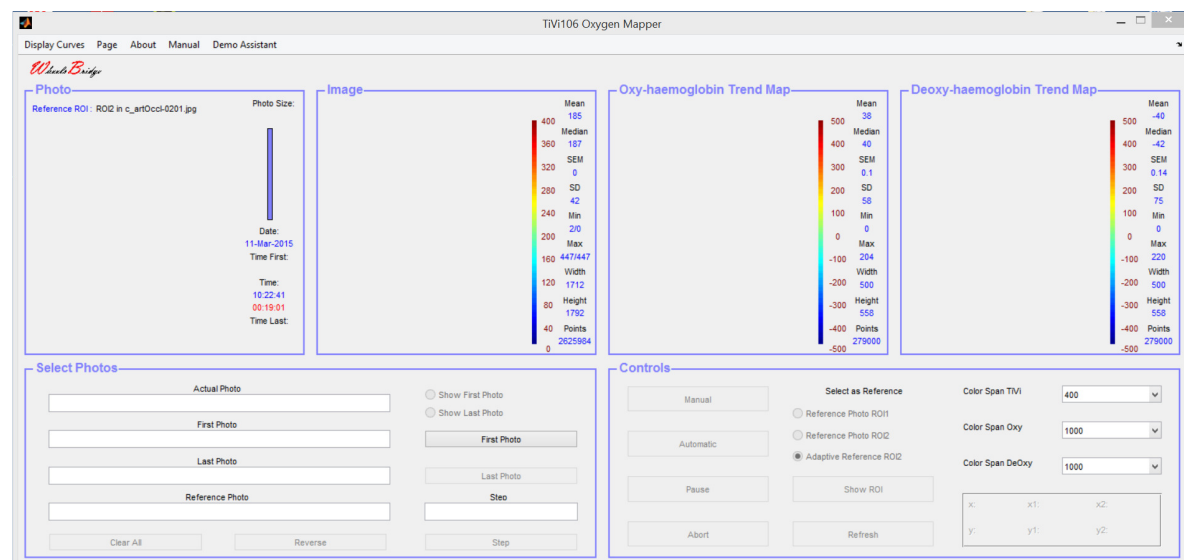 TiVi106 Oxygen Mapper
Display Curves Page About Manual Demo Assistant
WheelsBridge
Photo
Reference ROI : ROI2 in c_artOccl-0201.jpg
Photo Size:
Date:
11-Mar-2015
Time First:
Time:
10:22:41
00:19:01
Time Last:
Image
400
360
320
280
240
200
160
120
80
40
0
Mean
185
Median
187
SEM
0
SD
42
Min
2/0
Max
447/447
Width
1712
Height
1792
Points
2625984
Oxy-haemoglobin Trend Map
500
400
300
200
100
0
-100
-200
-300
-400
-500
Mean
38
Median
40
SEM
0.1
SD
58
Min
0
Max
204
Width
500
Height
558
Points
279000
Deoxy-haemoglobin Trend Map
500
400
300
200
100
0
-100
-200
-300
-400
-500
Mean
-40
Median
-42
SEM
0.14
SD
75
Min
0
Max
220
Width
500
Height
558
Points
279000
Select Photos
Actual Photo
First Photo
Last Photo
Reference Photo
Clear All
Reverse
Show First Photo
Show Last Photo
First Photo
Last Photo
Step
Step
Controls
Manual
Automatic
Pause
Abort
Select as Reference
Reference Photo ROI1
Reference Photo ROI2
Adaptive Reference ROI2
Show ROI
Refresh
Color Span TiVi 400
Color Span Oxy 1000
Color Span DeOxy 1000
x: x1: x2:
y: y1: y2: